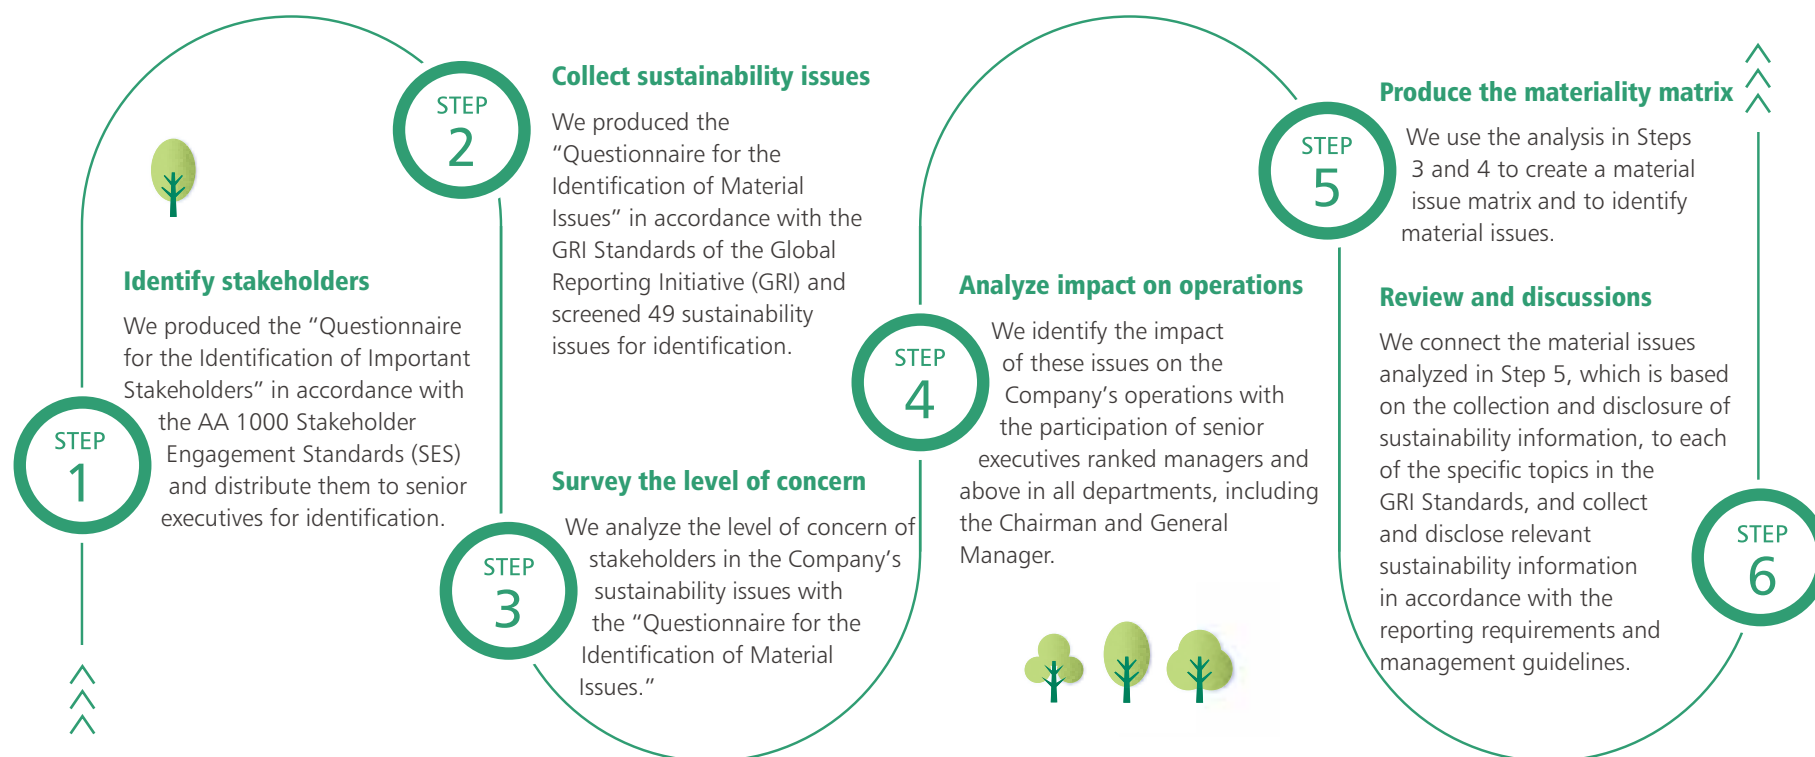 STEP
1
Identify stakeholders
We produced the “Questionnaire
for the Identification of Important
Stakeholders” in accordance with
the AA 1000 Stakeholder
Engagement Standards (SES)
and distribute them to senior
executives for identification.
STEP
2
Collect sustainability issues
We produced the
“Questionnaire for the
Identification of Material
Issues” in accordance with the
GRI Standards of the Global
Reporting Initiative (GRI) and
screened 49 sustainability
issues for identification.
STEP
3
Survey the level of concern
We analyze the level of concern of
stakeholders in the Company’s
sustainability issues with
the “Questionnaire for the
Identification of Material
Issues.”
STEP
4
Analyze impact on operations
We identify the impact
of these issues on the
Company’s operations with
the participation of senior
executives ranked managers and
above in all departments, including
the Chairman and General
Manager.
STEP
5
Produce the materiality matrix
We use the analysis in Steps
3 and 4 to create a material
issue matrix and to identify
material issues.
STEP
6
Review and discussions
We connect the material issues
analyzed in Step 5, which is based
on the collection and disclosure of
sustainability information, to each
of the specific topics in the
GRI Standards, and collect
and disclose relevant
sustainability information
in accordance with the
reporting requirements and
management guidelines.